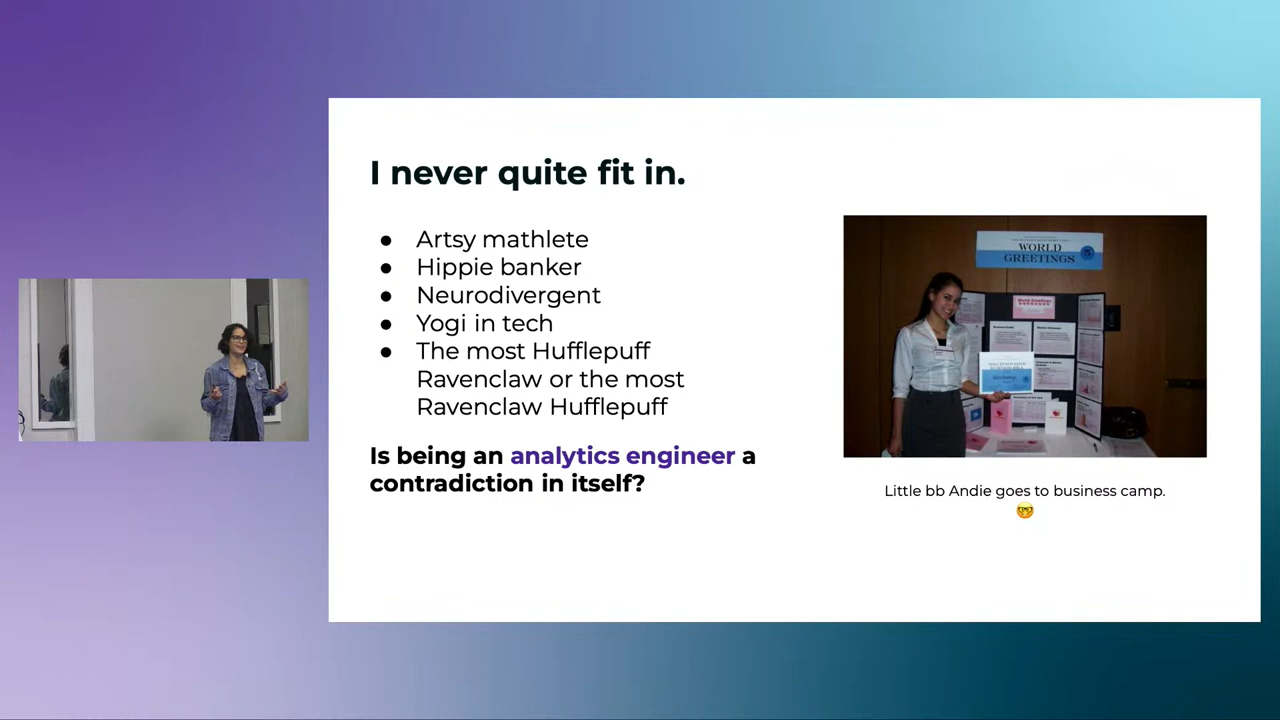 I never quite fit in.
● Artsy mathlete
● Hippie banker
● Neurodivergent
● Yogi in tech
● The most Hufflepuff
Ravenclaw or the most
Ravenclaw Hufflepuff
Is being an analytics engineer a
contradiction in itself?
WORLD
GREETINGS
Little bb Andie goes to business camp.
🤓